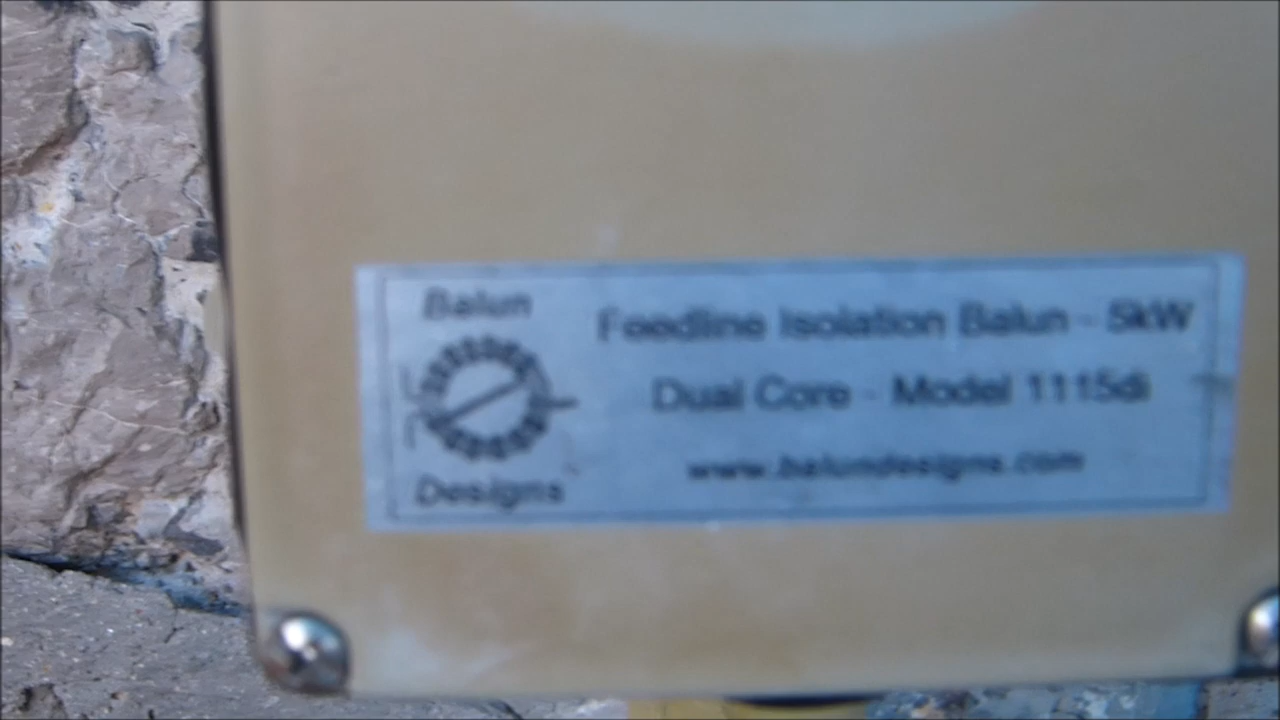 Balun
Designs
Feedline Isolation Balun - 5kW
Dual Core - Model 1115di
www.balundesigns.com